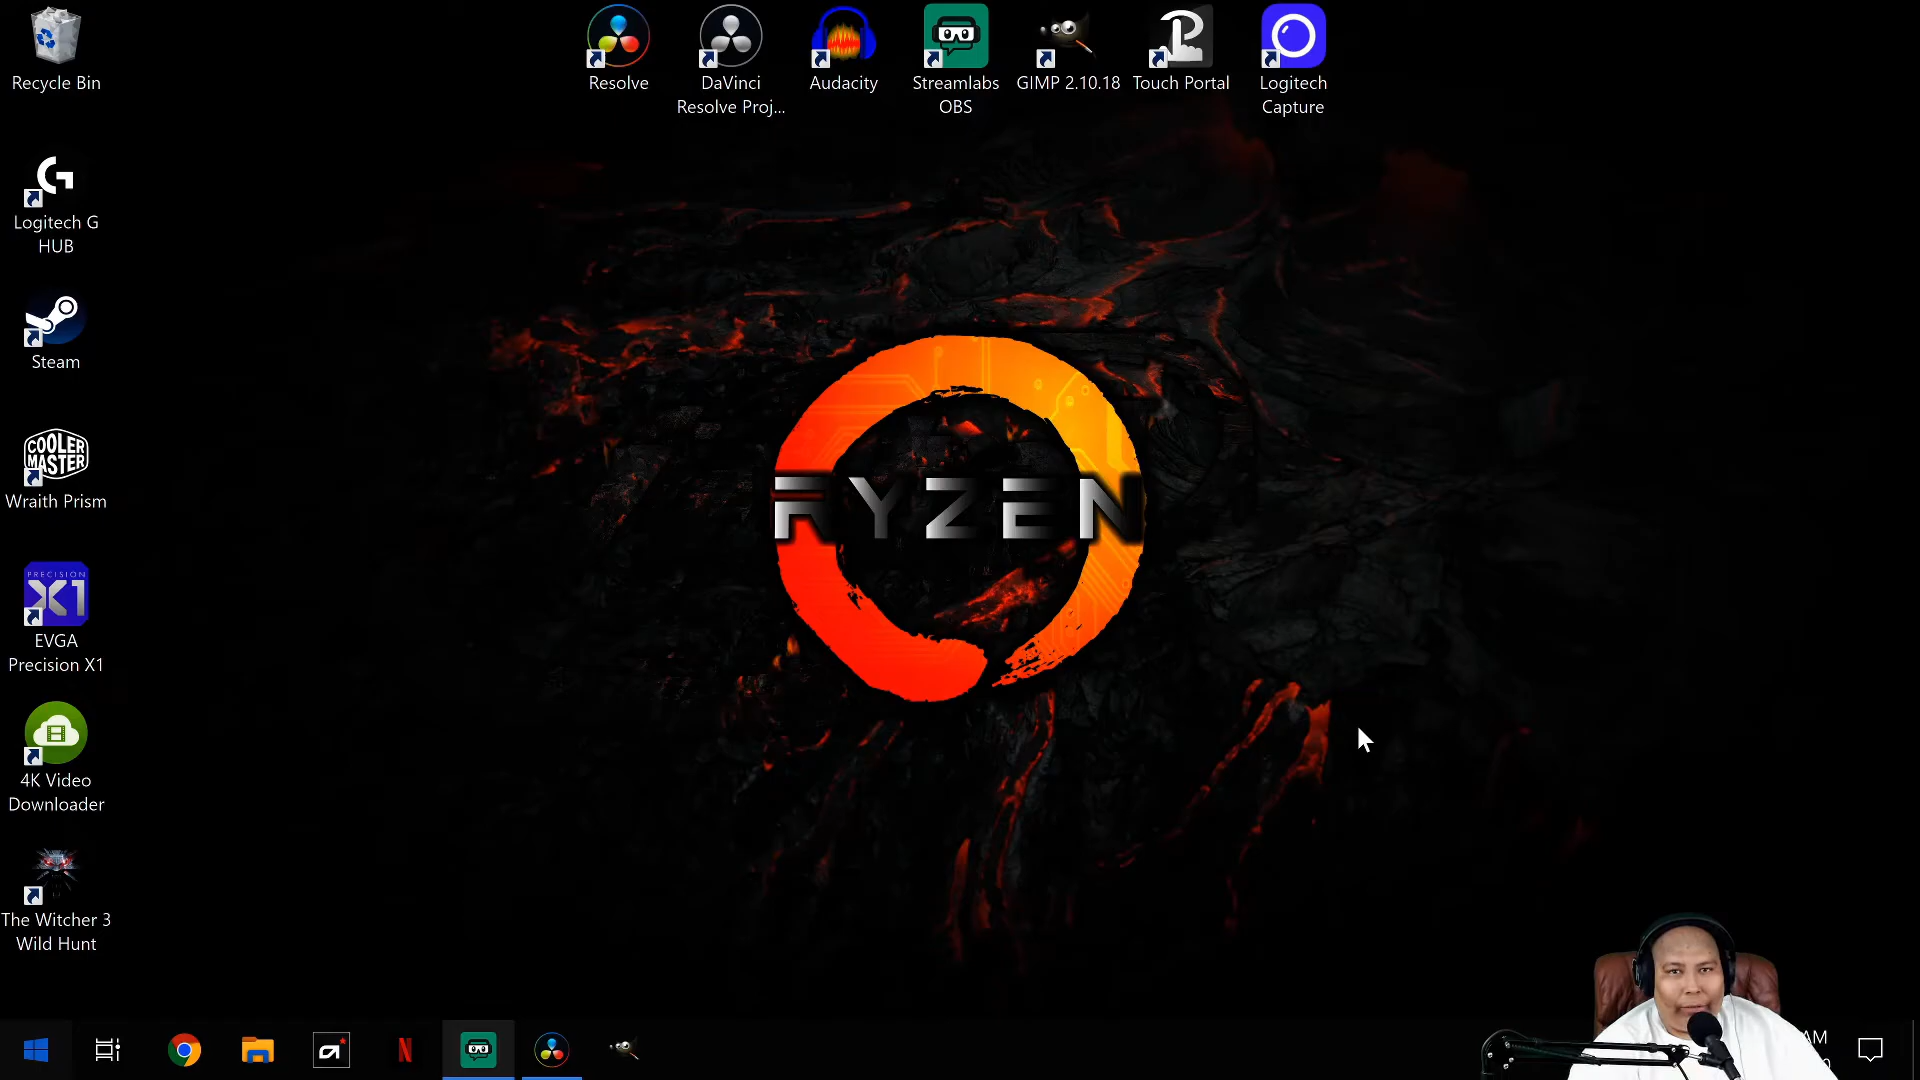 Recycle Bin
Resolve
DaVinci
Resolve Proj...
Audacity
Streamlabs
OBS
GIMP 2.10.18
Touch Portal
Logitech
Capture
Logitech G
HUB
Steam
COOLER
MASTER
Wraith Prism
PRECISION
X1
EVGA
Precision X1
4K Video
Downloader
The Witcher 3
Wild Hunt
RYZEN
AM